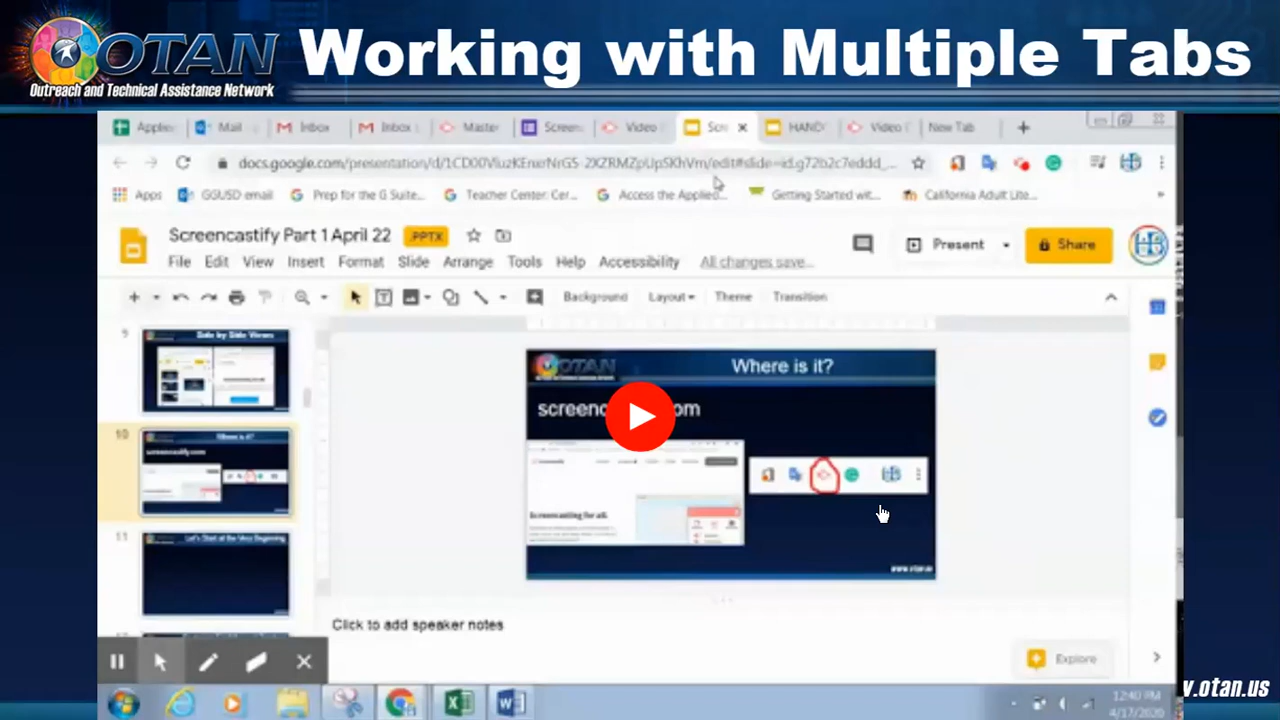 OTAN
Outreach and Technical Assistance Network
Working with Multiple Tabs
Mail Inbox Inbox Master Screen Video Scr HAND Video New Tab
Apps GGUSD email Prep for the G Suite... Teacher Center: Cer... Access the Applied... Getting Started wit... California Adult Lite...
Screencastify Part 1 April 22 .PPTX
Present Share
File Edit View Insert Format Slide Arrange Tools Help Accessibility All changes save...
Background Layout Theme Transition
9 Side by Side Views
10 Where is it?
screencastify.com
11 Let's Start at the Very Beginning
OTAN
Where is it?
Screencasting for all.
www.otan.us
Click to add speaker notes
Explore
12:40 PM
4/17/2020
.otan.us